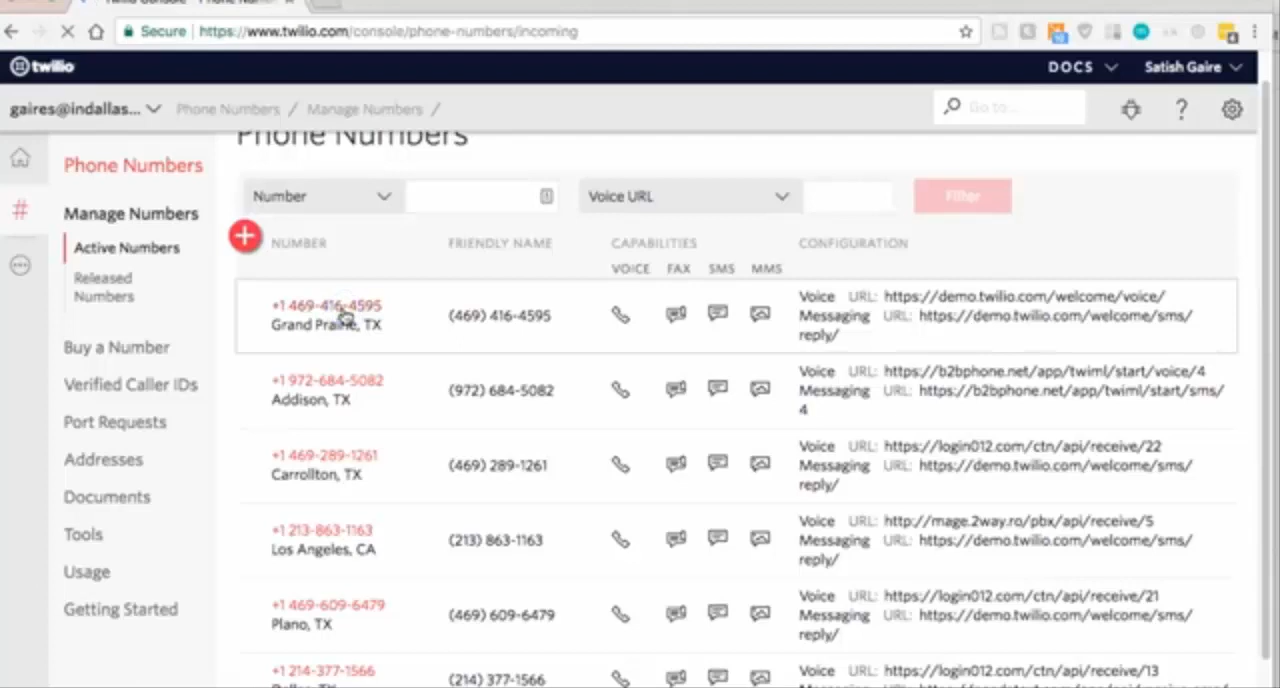 Twilio Console - Phone Num
Secure https://www.twilio.com/console/phone-numbers/incoming
twilio DOCS Satish Gaire
gaires@indallas... Phone Numbers / Manage Numbers / Go to... ?
Phone Numbers
Phone Numbers
Number Voice URL Filter
Manage Numbers
Active Numbers
Released
Numbers
Buy a Number
Verified Caller IDs
Port Requests
Addresses
Documents
Tools
Usage
Getting Started
NUMBER FRIENDLY NAME CAPABILITIES CONFIGURATION
VOICE FAX SMS MMS
+1 469-416-4595
Grand Prairie, TX
(469) 416-4595
Voice URL: https://demo.twilio.com/welcome/voice/
Messaging URL: https://demo.twilio.com/welcome/sms/
reply/
+1 972-684-5082
Addison, TX
(972) 684-5082
Voice URL: https://b2bphone.net/app/twiml/start/voice/4
Messaging URL: https://b2bphone.net/app/twiml/start/sms/
4
+1 469-289-1261
Carrollton, TX
(469) 289-1261
Voice URL: https://login012.com/ctn/api/receive/22
Messaging URL: https://demo.twilio.com/welcome/sms/
reply/
+1 213-863-1163
Los Angeles, CA
(213) 863-1163
Voice URL: http://mage.2way.ro/pbx/api/receive/5
Messaging URL: https://demo.twilio.com/welcome/sms/
reply/
+1 469-609-6479
Plano, TX
(469) 609-6479
Voice URL: https://login012.com/ctn/api/receive/21
Messaging URL: https://demo.twilio.com/welcome/sms/
reply/
+1 214-377-1566
(214) 377-1566
Voice URL: https://login012.com/ctn/api/receive/13